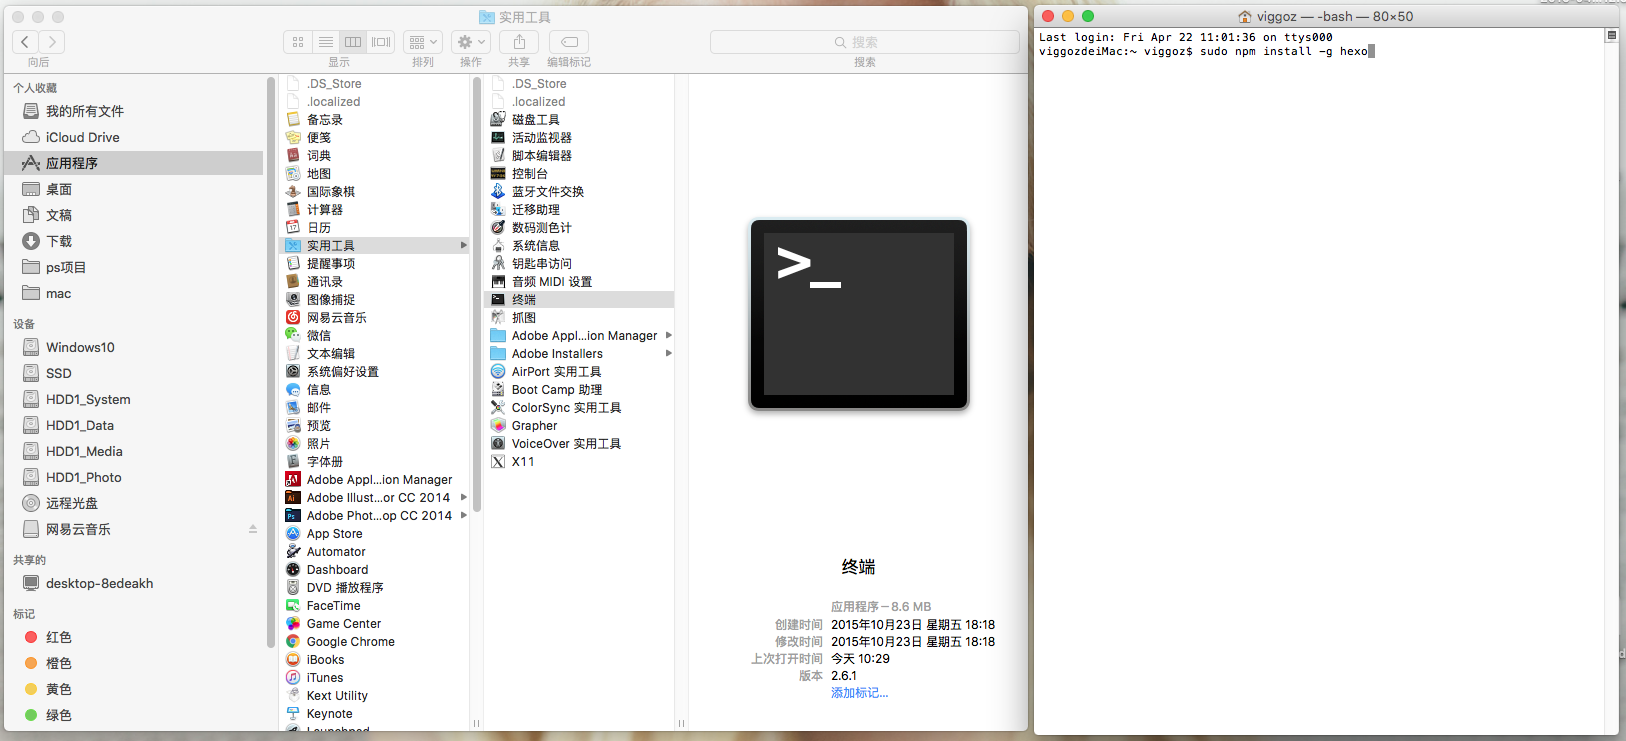 实用工具
搜索
向后
显示
排列
操作
共享
编辑标记
搜索
个人收藏
我的所有文件
iCloud Drive
应用程序
桌面
文稿
下载
ps项目
mac
设备
Windows10
SSD
HDD1_System
HDD1_Data
HDD1_Media
HDD1_Photo
远程光盘
网易云音乐
共享的
desktop-8edeakh
标记
红色
橙色
黄色
绿色
.DS_Store
.localized
备忘录
便笺
词典
地图
国际象棋
计算器
日历
实用工具
提醒事项
通讯录
图像捕捉
网易云音乐
微信
文本编辑
系统偏好设置
信息
邮件
预览
照片
字体册
Adobe Appl...ion Manager
Adobe Illust...or CC 2014
Adobe Phot...op CC 2014
App Store
Automator
Dashboard
DVD 播放程序
FaceTime
Game Center
Google Chrome
iBooks
iTunes
Kext Utility
Keynote
Launchpad
.DS_Store
.localized
磁盘工具
活动监视器
脚本编辑器
控制台
蓝牙文件交换
迁移助理
数码测色计
系统信息
钥匙串访问
音频 MIDI 设置
终端
抓图
Adobe Appl...ion Manager
Adobe Installers
AirPort 实用工具
Boot Camp 助理
ColorSync 实用工具
Grapher
VoiceOver 实用工具
X11
>_
终端
应用程序 – 8.6 MB
创建时间 2015年10月23日 星期五 18:18
修改时间 2015年10月23日 星期五 18:18
上次打开时间 今天 10:29
版本 2.6.1
添加标记...
viggoz — -bash — 80×50
Last login: Fri Apr 22 11:01:36 on ttys000
viggozdeiMac:~ viggoz$ sudo npm install -g hexo